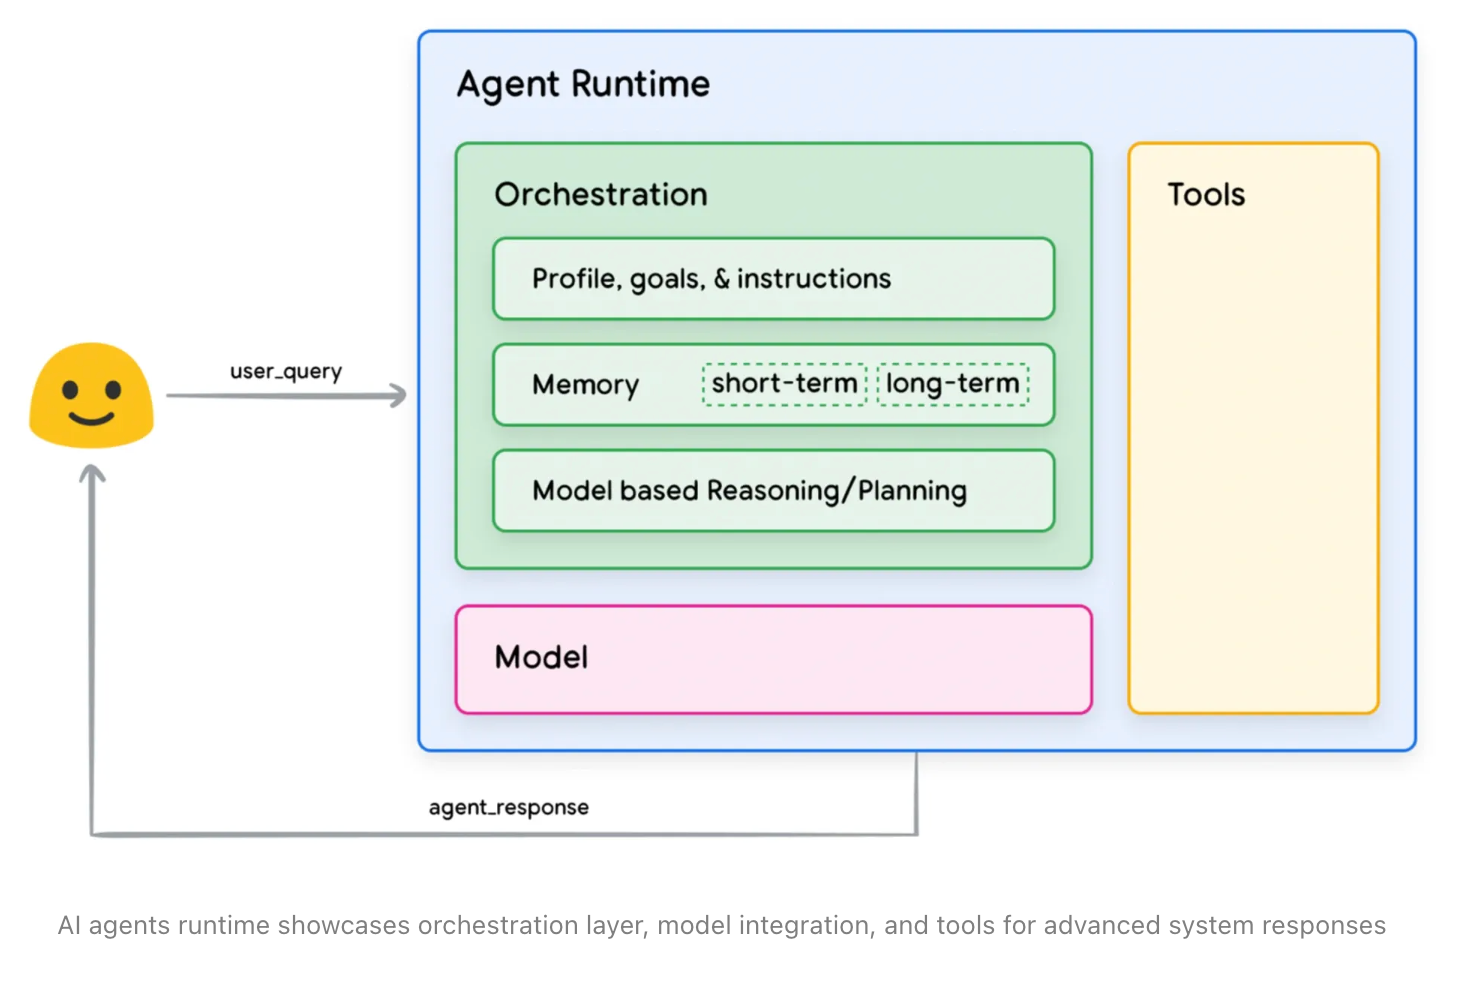 Agent Runtime
Orchestration
Tools
Profile, goals, & instructions
user_query
Memory short-term long-term
Model based Reasoning/Planning
Model
agent_response
AI agents runtime showcases orchestration layer, model integration, and tools for advanced system responses